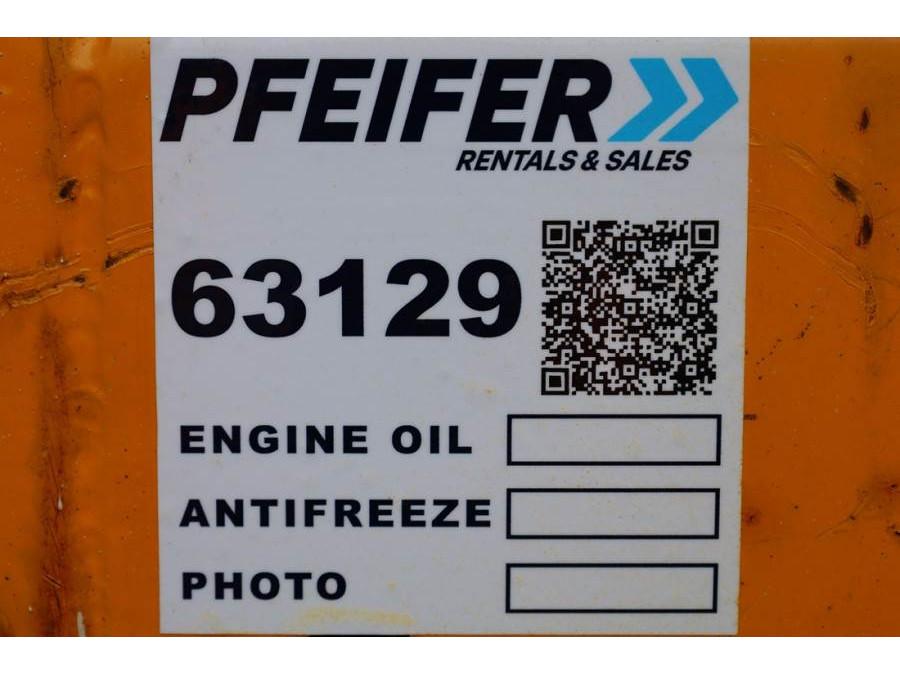 PFEIFER
RENTALS & SALES
63129
ENGINE OIL
ANTIFREEZE
PHOTO